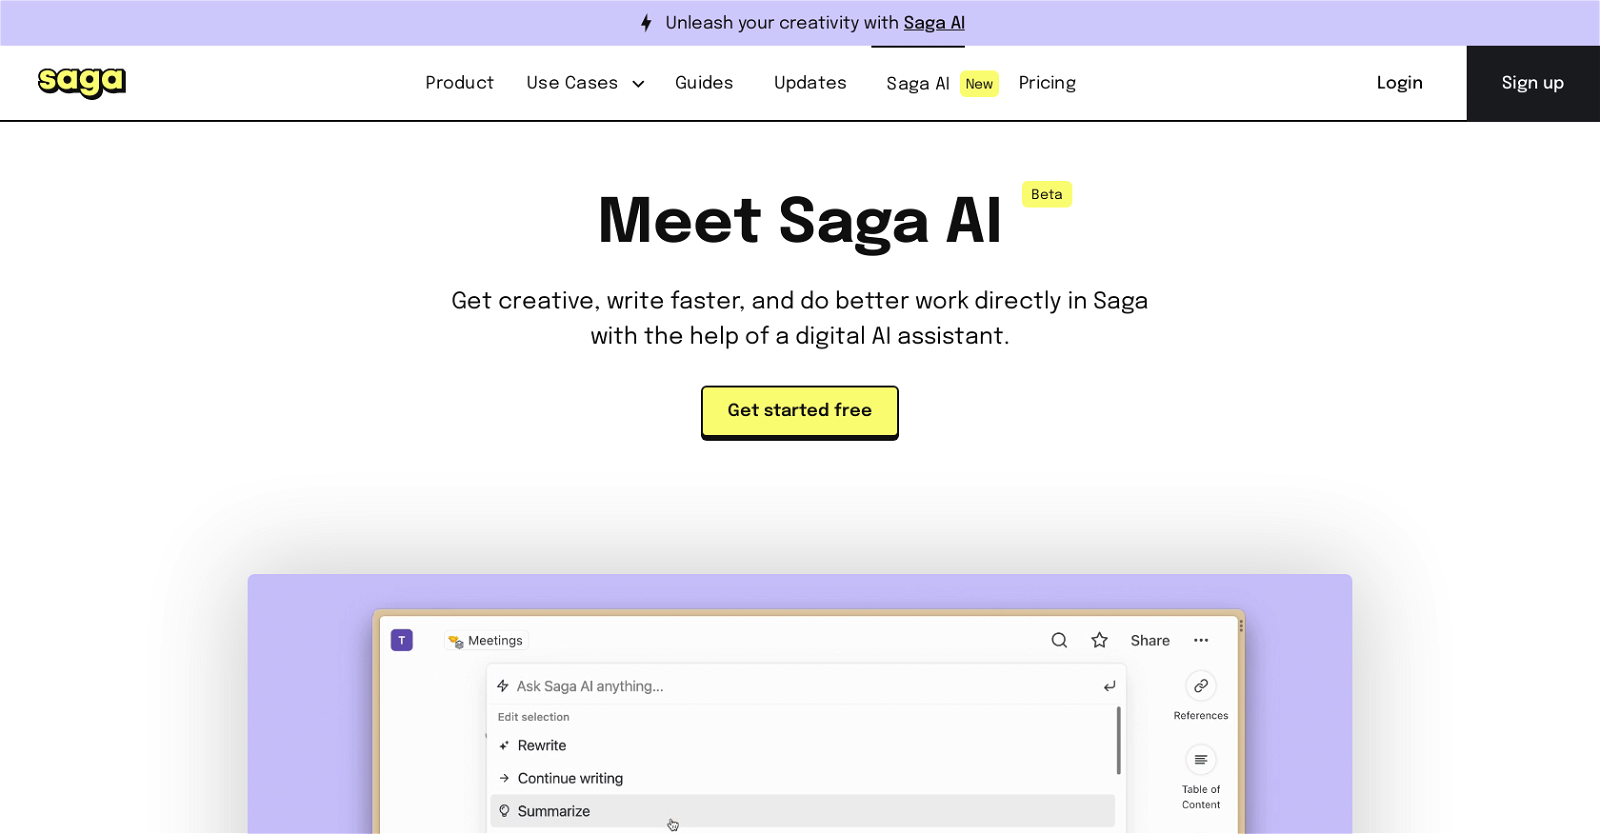 Unleash your creativity with Saga AI
saga
Product
Use Cases
Guides
Updates
Saga AI New
Pricing
Login
Sign up
Meet Saga AI
Beta
Get creative, write faster, and do better work directly in Saga
with the help of a digital AI assistant.
Get started free
T
Meetings
Share
Ask Saga AI anything...
Edit selection
Rewrite
Continue writing
Summarize
References
Table of
Content